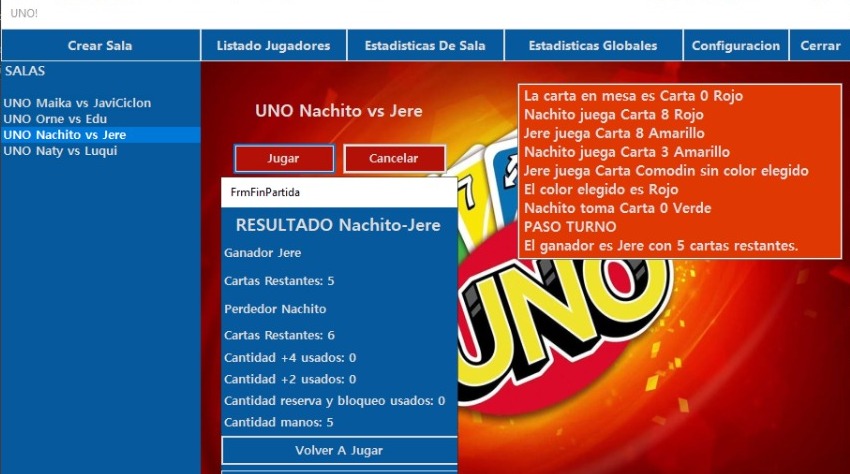 UNO!
Crear Sala
Listado Jugadores
Estadisticas De Sala
Estadisticas Globales
Configuracion
Cerrar
SALAS
UNO Maika vs JaviCiclon
UNO Orne vs Edu
UNO Nachito vs Jere
UNO Naty vs Luqui
UNO Nachito vs Jere
Jugar
Cancelar
La carta en mesa es Carta 0 Rojo
Nachito juega Carta 8 Rojo
Jere juega Carta 8 Amarillo
Nachito juega Carta 3 Amarillo
Jere juega Carta Comodin sin color elegido
El color elegido es Rojo
Nachito toma Carta 0 Verde
PASO TURNO
El ganador es Jere con 5 cartas restantes.
FrmFinPartida
RESULTADO Nachito-Jere
Ganador Jere
Cartas Restantes: 5
Perdedor Nachito
Cartas Restantes: 6
Cantidad +4 usados: 0
Cantidad +2 usados: 0
Cantidad reserva y bloqueo usados: 0
Cantidad manos: 5
Volver A Jugar
7
UNO